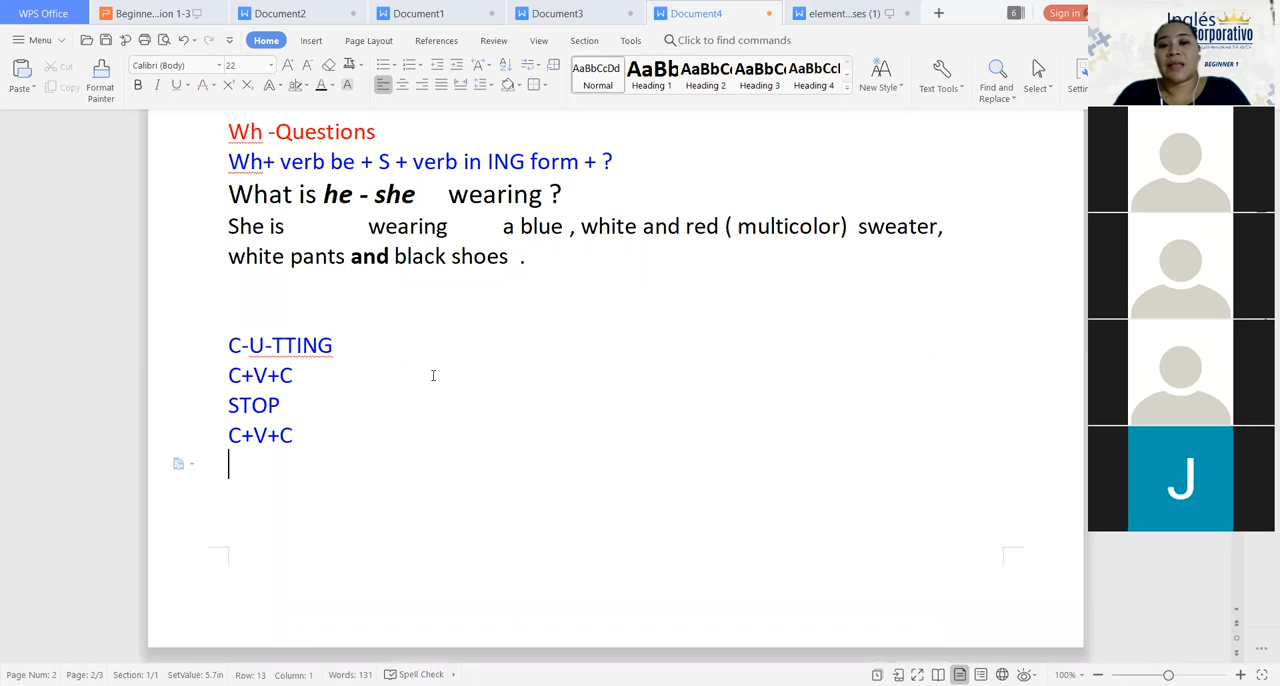 WPS Office
Beginne...ion 1-3
Document2
Document1
Document3
Document4
element...ses (1)
6
Sign in
Menu
Home
Insert
Page Layout
References
Review
View
Section
Tools
Click to find commands
Paste
Cut
Copy
Format
Painter
Calibri (Body)
22
AaBbCcDd
Normal
AaBb
Heading 1
AaBbC
Heading 2
AaBbC
Heading 3
AaBbCcI
Heading 4
New Style
Text Tools
Find and
Replace
Select
Inglés
orporativo
BEGINNER 1
Wh -Questions
Wh+ verb be + S + verb in ING form + ?
What is he - she wearing ?
She is wearing a blue , white and red ( multicolor) sweater,
white pants and black shoes .
C-U-TTING
C+V+C
STOP
C+V+C
J
Page Num: 2 Page: 2/3 Section: 1/1 SetValue: 5.7in Row: 13 Column: 1 Words: 131 Spell Check 100%